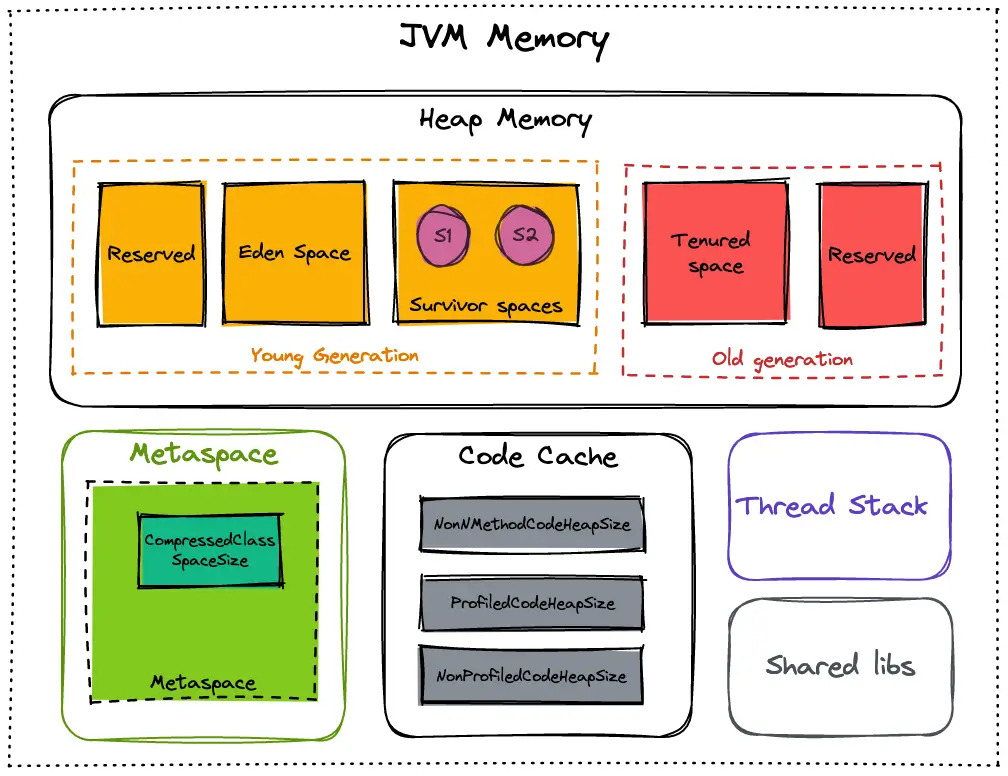 JVM Memory
Heap Memory
Reserved
Eden Space
S1
S2
Survivor spaces
Young Generation
Tenured
space
Reserved
Old generation
Metaspace
CompressedClass
SpaceSize
Metaspace
Code Cache
NonNMethodCodeHeapSize
ProfiledCodeHeapSize
NonProfiledCodeHeapSize
Thread Stack
Shared libs